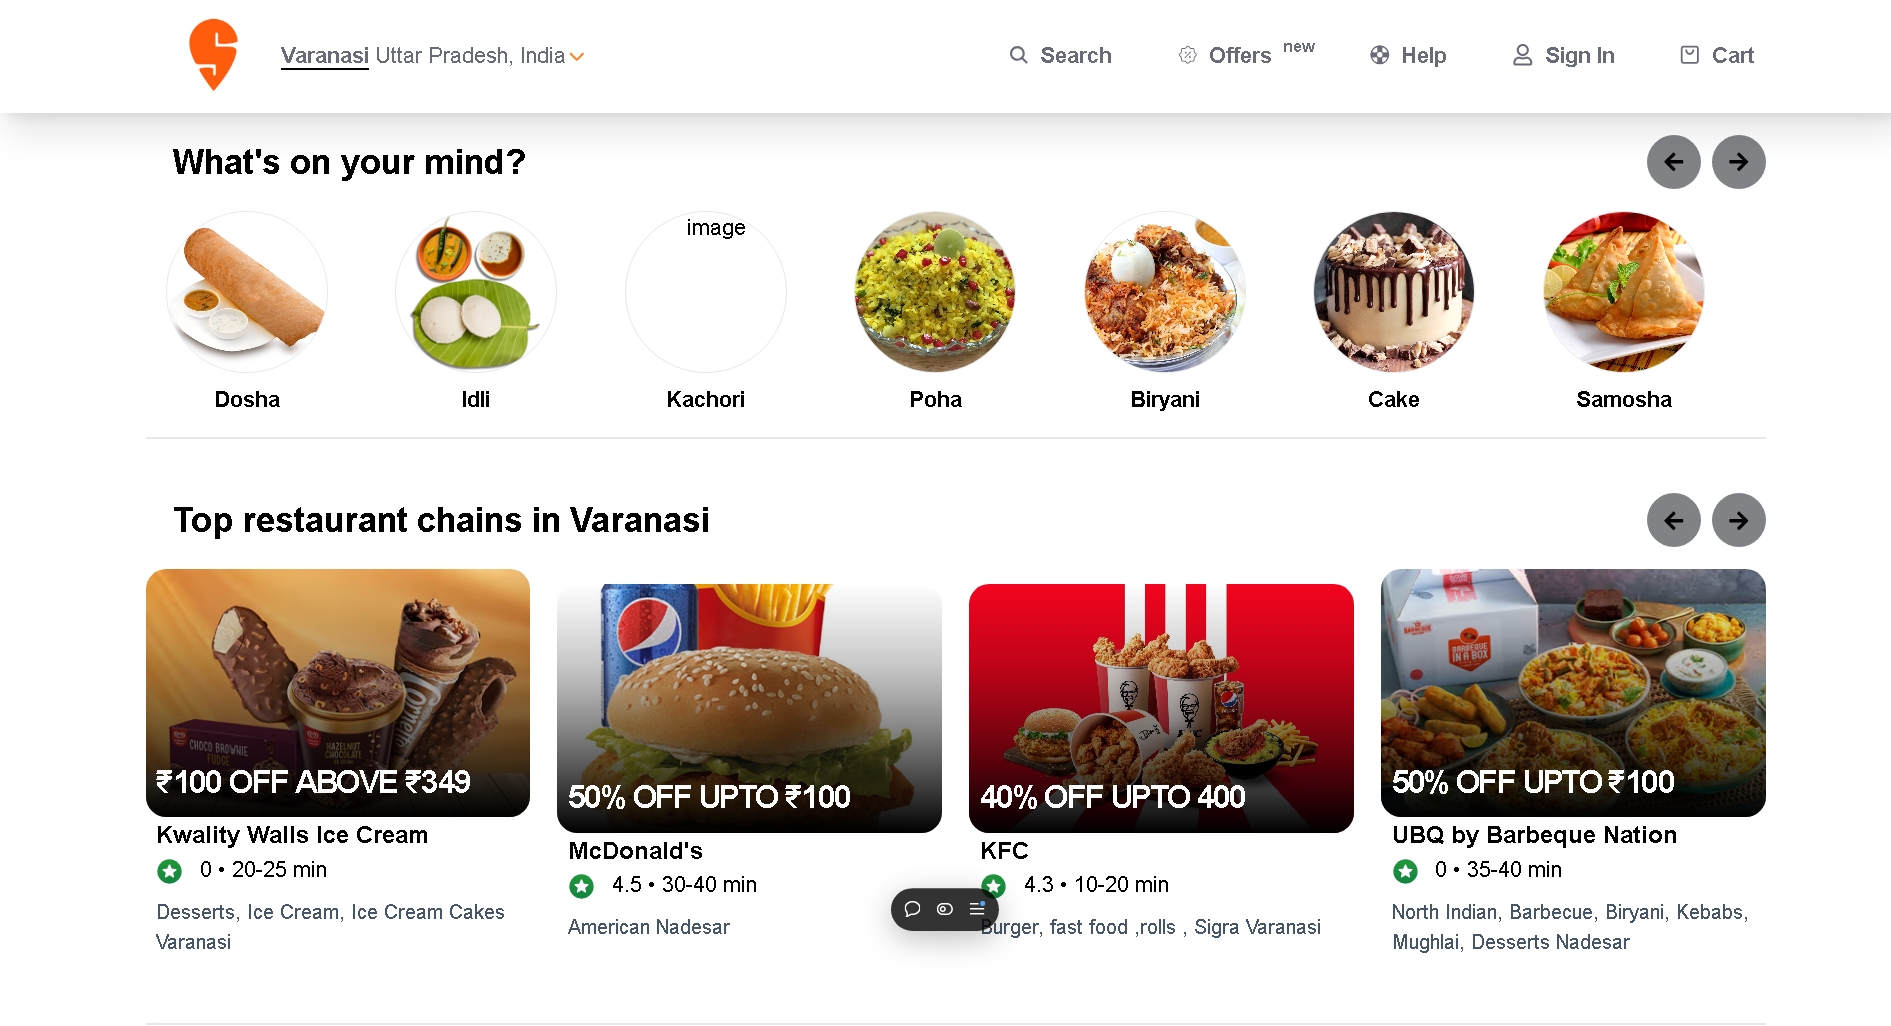 Varanasi Uttar Pradesh, India
Search
Offers new
Help
Sign In
Cart
What's on your mind?
image
Dosha
Idli
Kachori
Poha
Biryani
Cake
Samosha
Top restaurant chains in Varanasi
CHOCO BROWNIE
FUDGE
HAZELNUT
CHOCOLATE
₹100 OFF ABOVE ₹349
Kwality Walls Ice Cream
0 • 20-25 min
Desserts, Ice Cream, Ice Cream Cakes
Varanasi
50% OFF UPTO ₹100
McDonald's
4.5 • 30-40 min
American Nadesar
KFC
40% OFF UPTO 400
KFC
4.3 • 10-20 min
Burger, fast food ,rolls , Sigra Varanasi
BARBEQUE
IN A BOX
50% OFF UPTO ₹100
UBQ by Barbeque Nation
0 • 35-40 min
North Indian, Barbecue, Biryani, Kebabs,
Mughlai, Desserts Nadesar